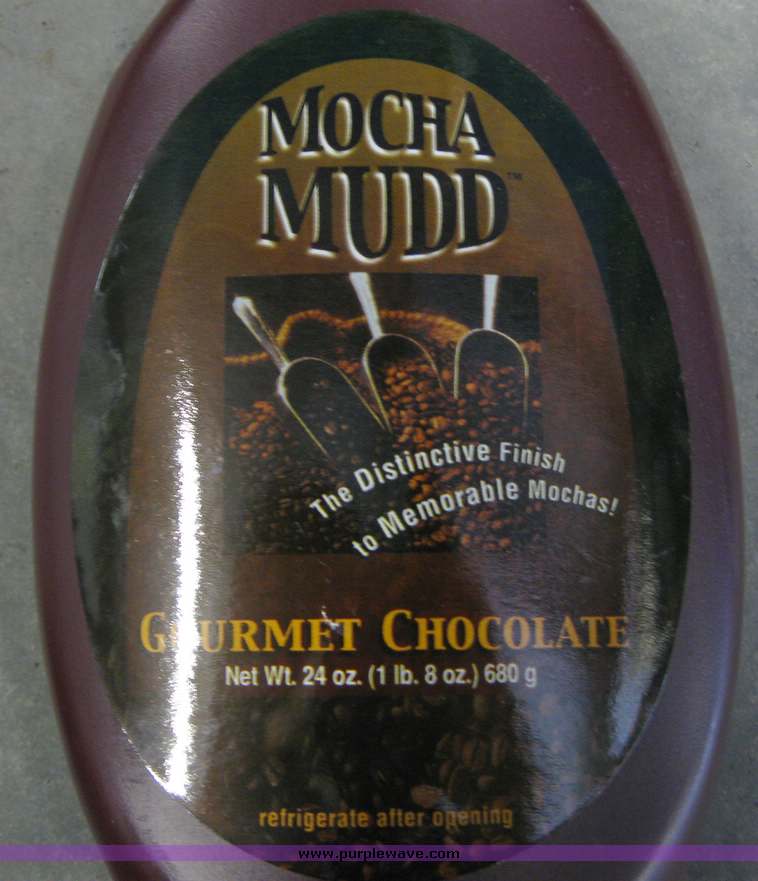 MOCHA
MUDD™
The Distinctive Finish
to Memorable Mochas!
GOURMET CHOCOLATE
Net Wt. 24 oz. (1 lb. 8 oz.) 680 g
refrigerate after opening
www.purplewave.com